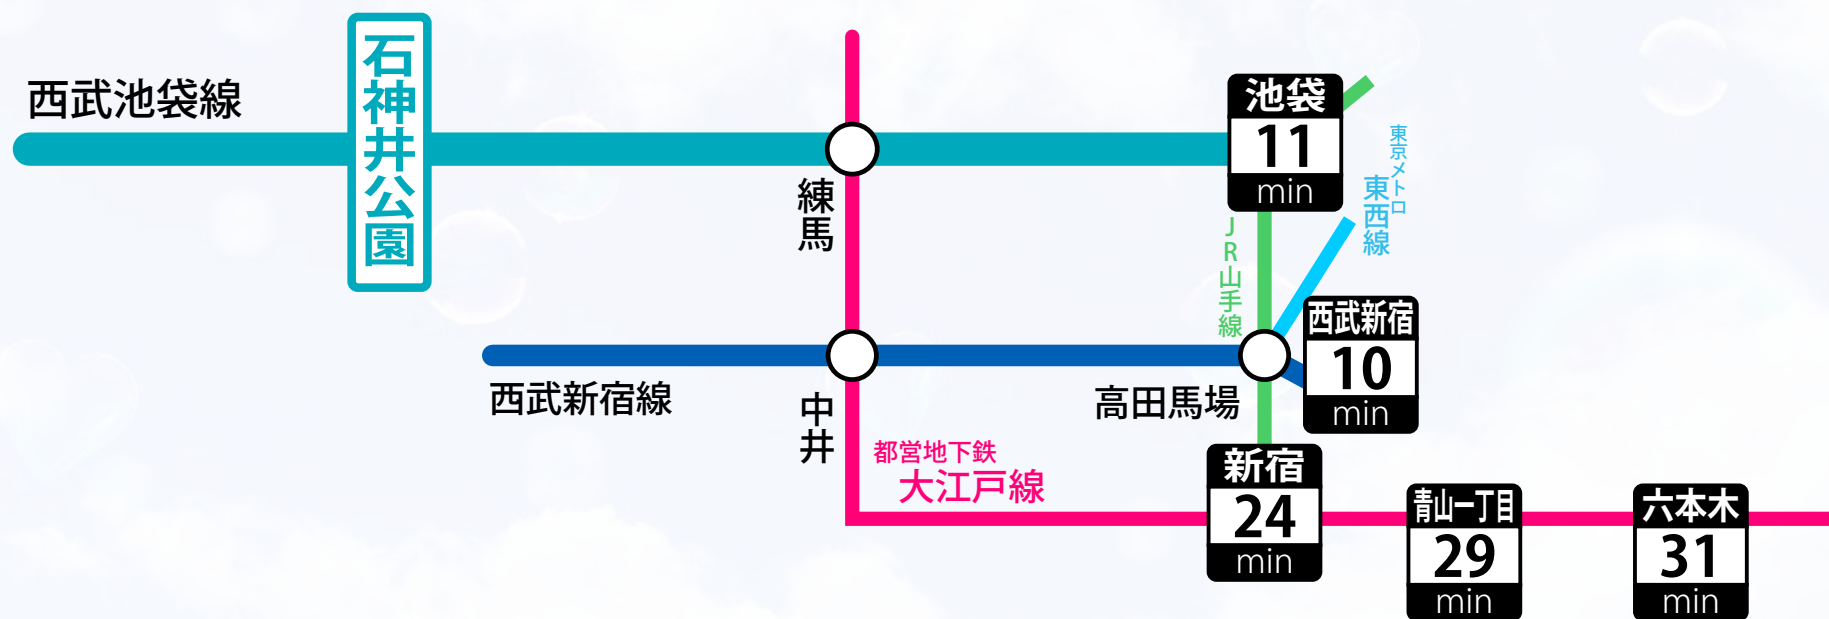 西武池袋線
石神井公園
練馬
池袋
11
min
東京メトロ
東西線
JR山手線
西武新宿
10
min
西武新宿線
中井
高田馬場
都営地下鉄
大江戸線
新宿
24
min
青山一丁目
29
min
六本木
31
min